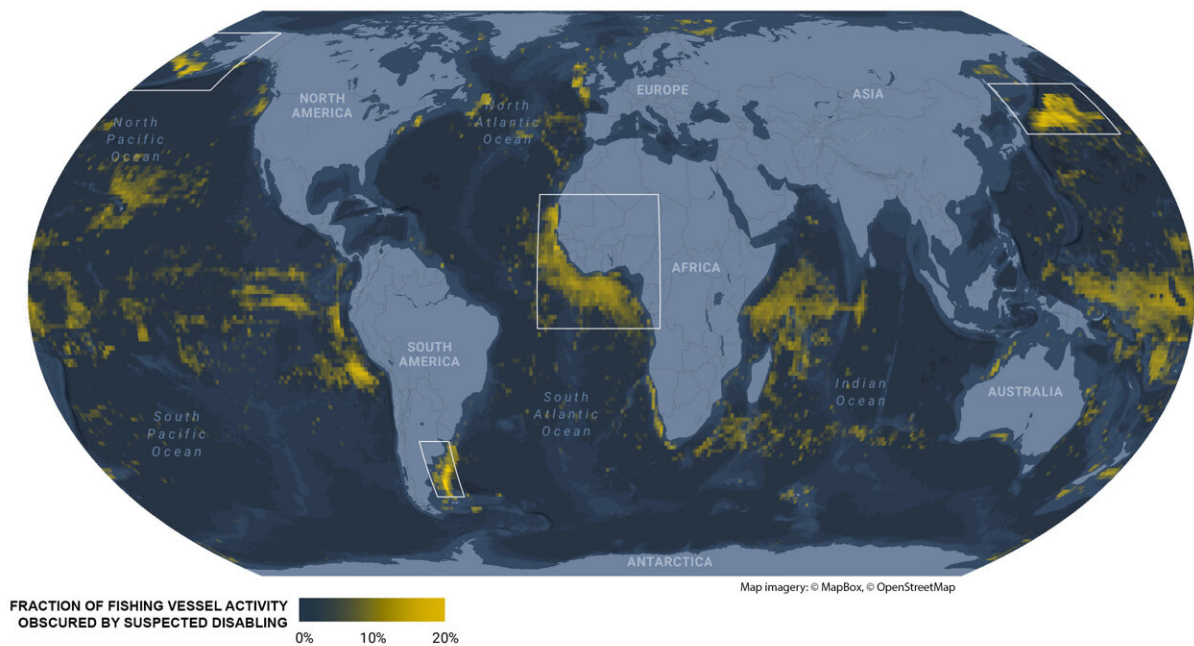 NORTH
AMERICA
EUROPE
ASIA
North
Pacific
Ocean
North
Atlantic
Ocean
AFRICA
SOUTH
AMERICA
South
Pacific
Ocean
South
Atlantic
Ocean
Indian
Ocean
AUSTRALIA
ANTARCTICA
Map imagery: © MapBox, © OpenStreetMap
FRACTION OF FISHING VESSEL ACTIVITY
OBSCURED BY SUSPECTED DISABLING
0% 10% 20%